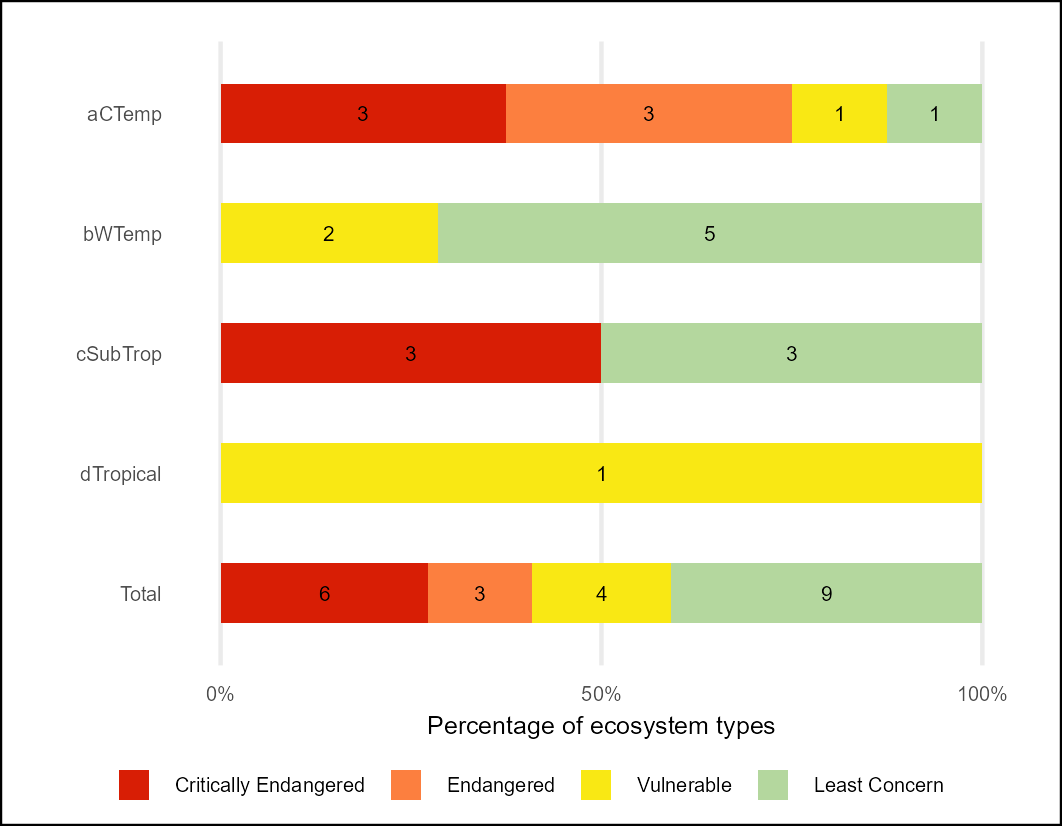 aCTemp 3 3 1 1
bWTemp 2 5
cSubTrop 3 3
dTropical 1
Total 6 3 4 9
0% 50% 100%
Percentage of ecosystem types
Critically Endangered Endangered Vulnerable Least Concern